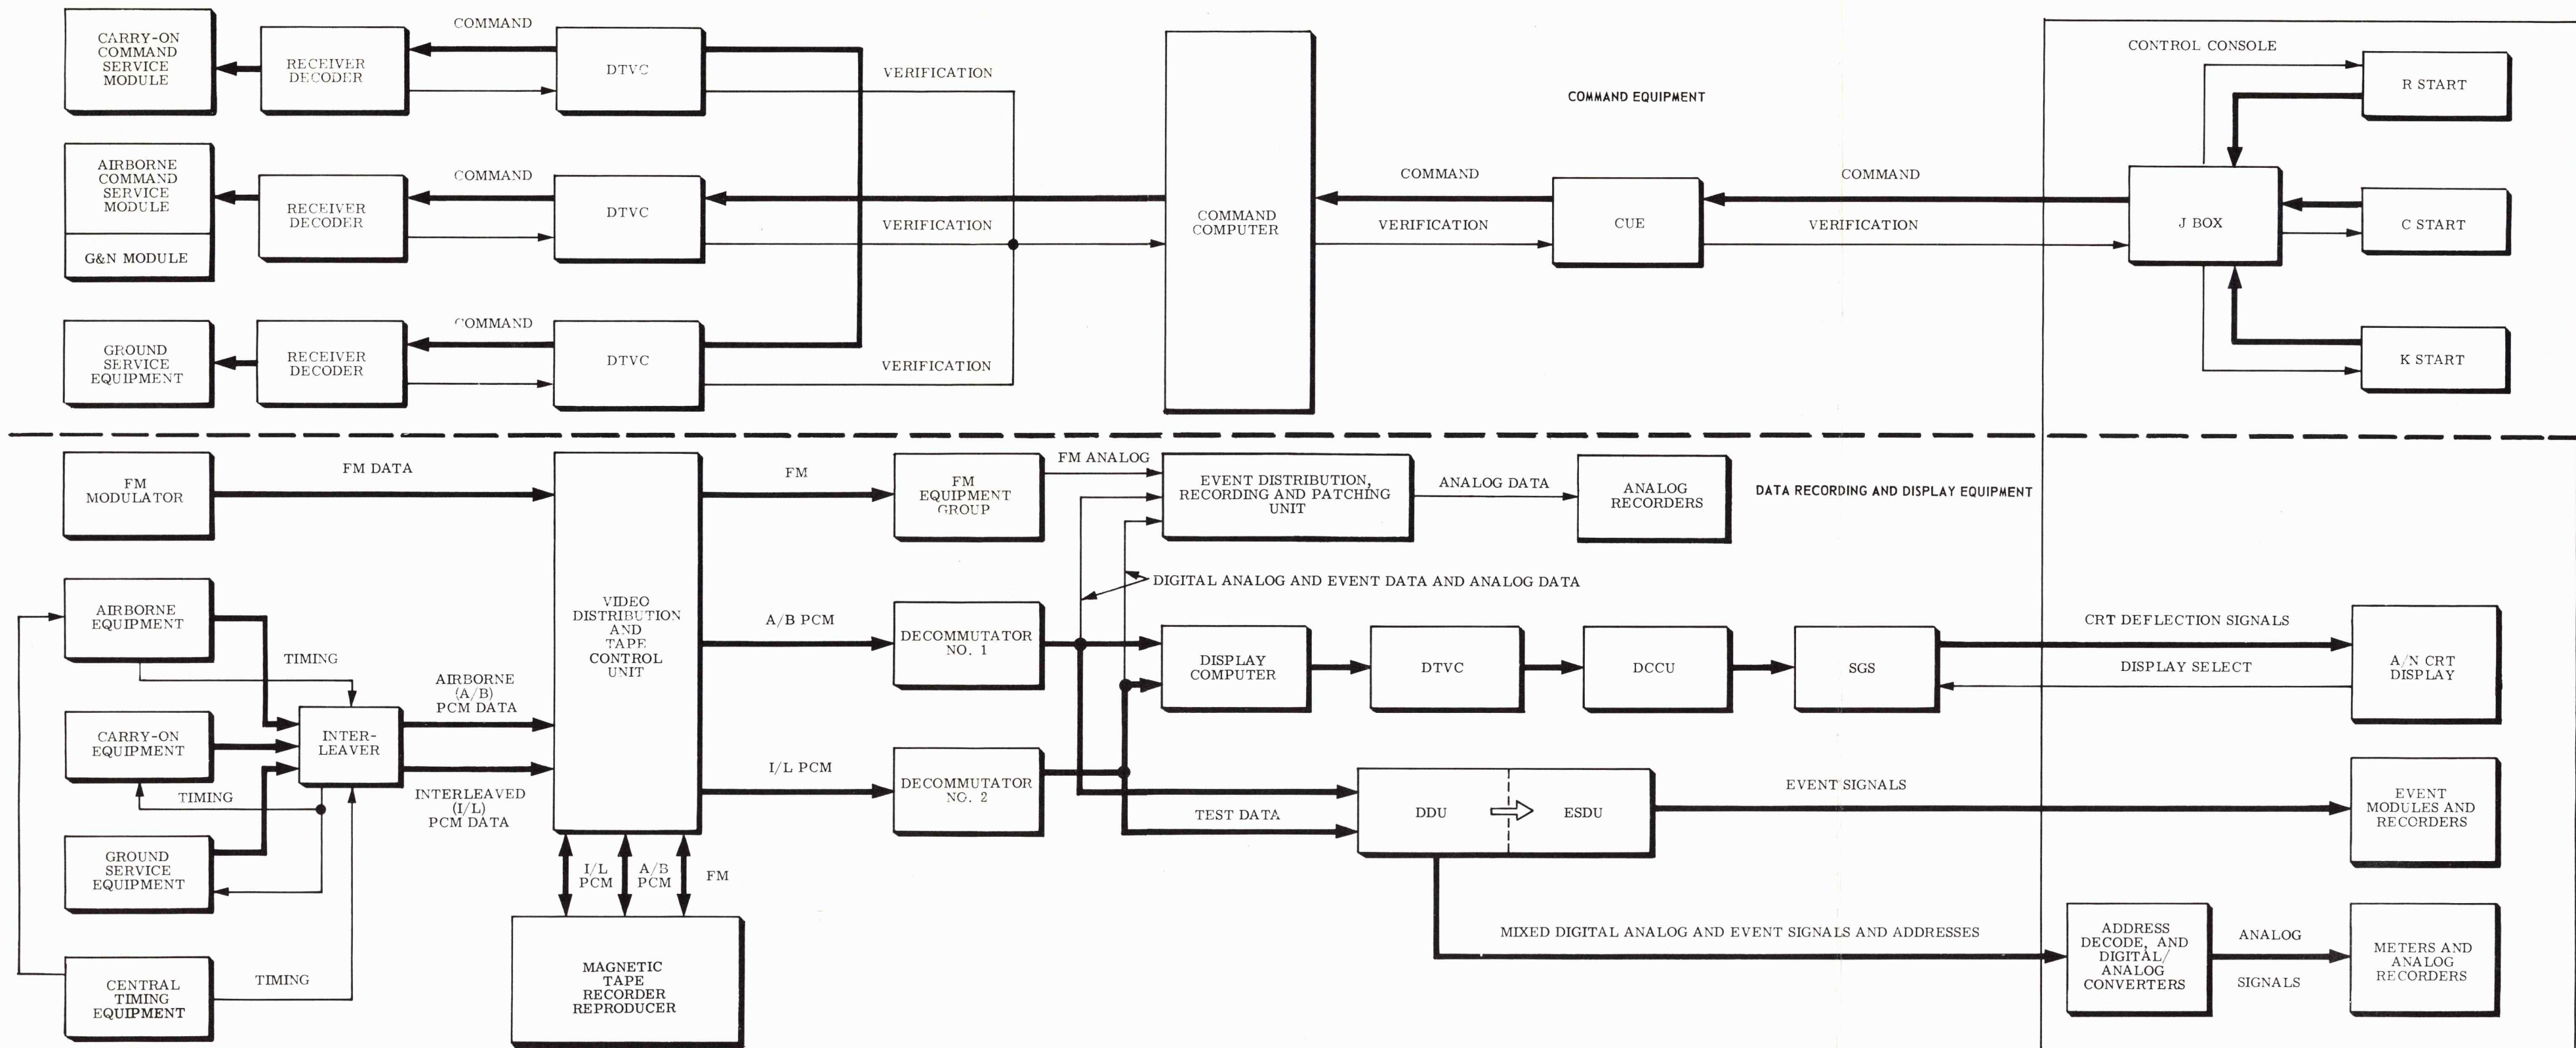 CARRY-ON
COMMAND
SERVICE
MODULE
RECEIVER
DECODER
COMMAND
DTVC
VERIFICATION
AIRBORNE
COMMAND
SERVICE
MODULE
G&N MODULE
RECEIVER
DECODER
COMMAND
DTVC
VERIFICATION
GROUND
SERVICE
EQUIPMENT
RECEIVER
DECODER
COMMAND
DTVC
VERIFICATION
COMMAND
COMPUTER
COMMAND EQUIPMENT
COMMAND
VERIFICATION
CUE
COMMAND
VERIFICATION
CONTROL CONSOLE
J BOX
R START
C START
K START
FM
MODULATOR
FM DATA
AIRBORNE
EQUIPMENT
TIMING
CARRY-ON
EQUIPMENT
TIMING
GROUND
SERVICE
EQUIPMENT
CENTRAL
TIMING
EQUIPMENT
TIMING
INTER-
LEAVER
AIRBORNE
(A/B)
PCM DATA
INTERLEAVED
(I/L)
PCM DATA
VIDEO
DISTRIBUTION
AND
TAPE
CONTROL
UNIT
I/L
PCM
A/B
PCM
FM
MAGNETIC
TAPE
RECORDER
REPRODUCER
FM
A/B PCM
I/L PCM
FM
EQUIPMENT
GROUP
DECOMMUTATOR
NO. 1
DECOMMUTATOR
NO. 2
FM ANALOG
EVENT DISTRIBUTION,
RECORDING AND PATCHING
UNIT
ANALOG DATA
ANALOG
RECORDERS
DATA RECORDING AND DISPLAY EQUIPMENT
DIGITAL ANALOG AND EVENT DATA AND ANALOG DATA
DISPLAY
COMPUTER
DTVC
DCCU
SGS
CRT DEFLECTION SIGNALS
DISPLAY SELECT
A/N CRT
DISPLAY
TEST DATA
DDU
ESDU
EVENT SIGNALS
EVENT
MODULES AND
RECORDERS
MIXED DIGITAL ANALOG AND EVENT SIGNALS AND ADDRESSES
ADDRESS
DECODE, AND
DIGITAL/
ANALOG
CONVERTERS
ANALOG
SIGNALS
METERS AND
ANALOG
RECORDERS